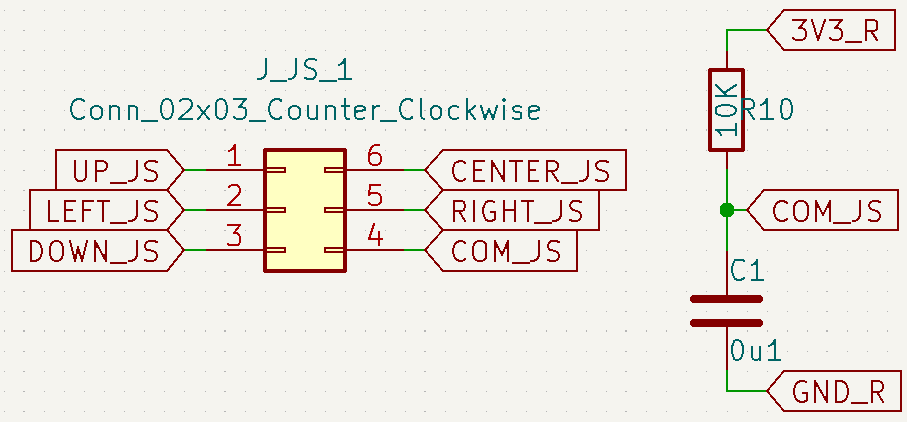 J_JS_1
Conn_02x03_Counter_Clockwise
UP_JS 1 6 CENTER_JS
LEFT_JS 2 5 RIGHT_JS
DOWN_JS 3 4 COM_JS
3V3_R
10K R10
COM_JS
C1
0u1
GND_R